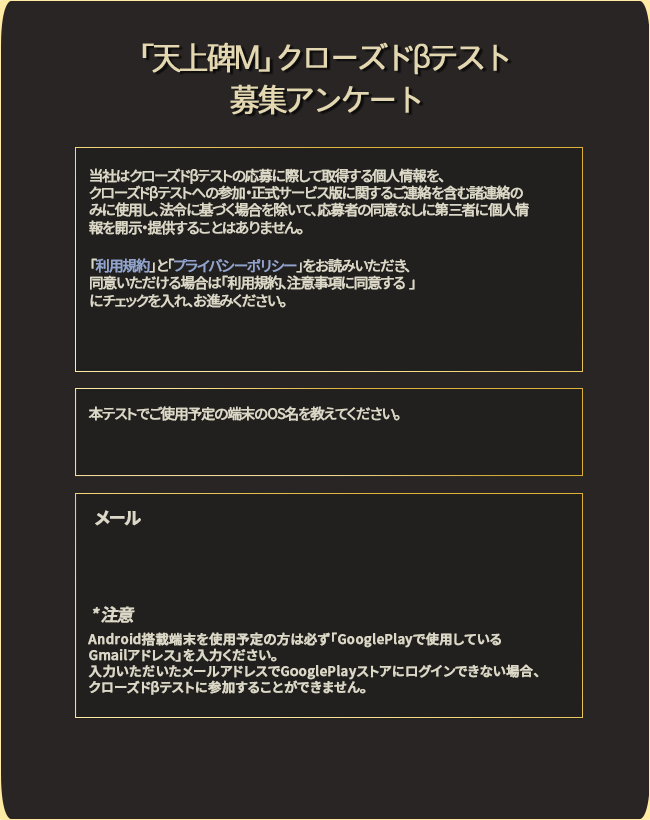 「天上碑M」クローズドβテスト
募集アンケート
当社はクローズドβテストの応募に際して取得する個人情報を、
クローズドβテストへの参加・正式サービス版に関するご連絡を含む諸連絡の
みに使用し、法令に基づく場合を除いて、応募者の同意なしに第三者に個人情
報を開示・提供することはありません。
「利用規約」と「プライバシーポリシー」をお読みいただき、
同意いただける場合は「利用規約、注意事項に同意する 」
にチェックを入れ、お進みください。
本テストでご使用予定の端末のOS名を教えてください。
メール
*注意
Android搭載端末を使用予定の方は必ず「GooglePlayで使用している
Gmailアドレス」を入力ください。
入力いただいたメールアドレスでGooglePlayストアにログインできない場合、
クローズドβテストに参加することができません。